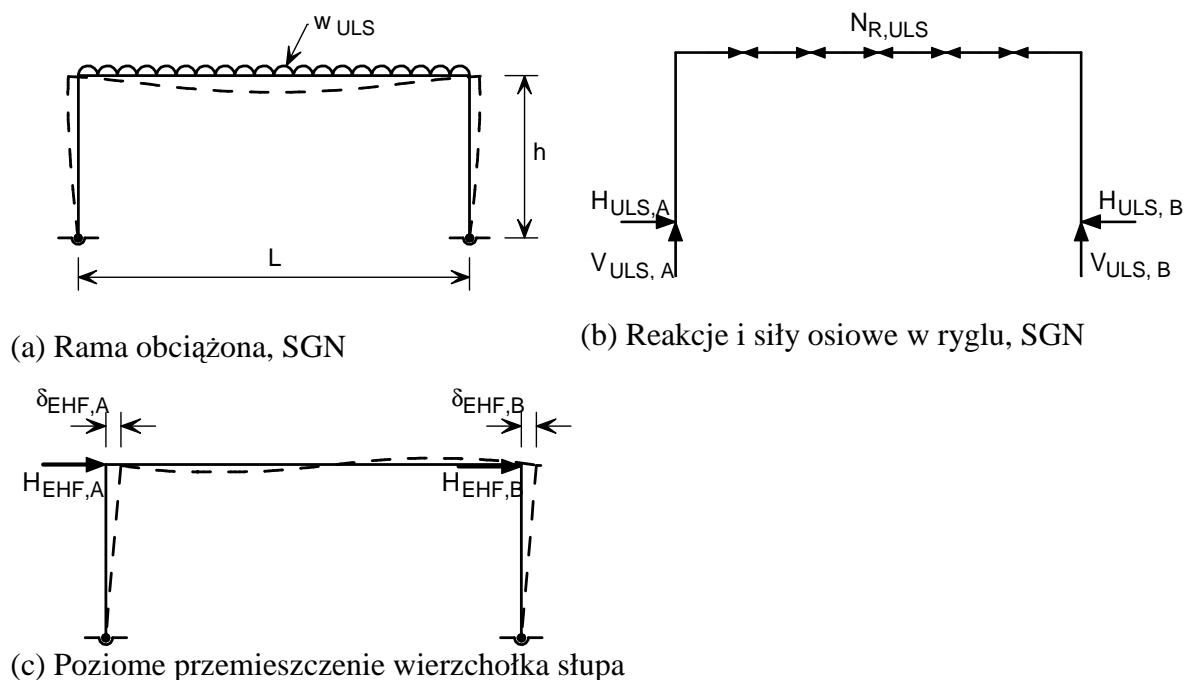 w ULS
h
L
(a) Rama obciążona, SGN
N R,ULS
H ULS,A
H ULS, B
V ULS, A
V ULS, B
(b) Reakcje i siły osiowe w ryglu, SGN
δ EHF,A
δ EHF,B
H EHF,A
H EHF,B
(c) Poziome przemieszczenie wierzchołka słupa